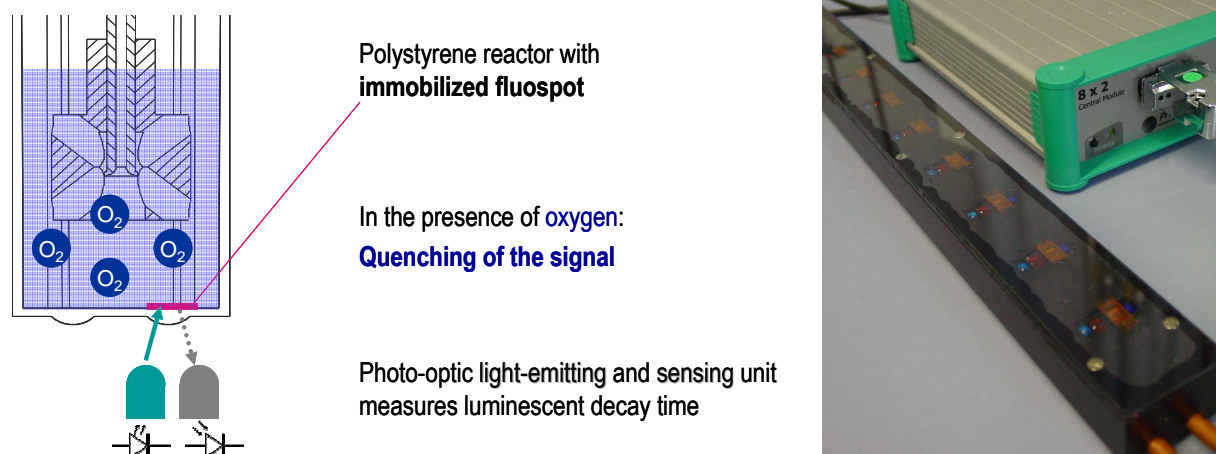 Polystyrene reactor with
immobilized fluospot
In the presence of oxygen:
Quenching of the signal
Photo-optic light-emitting and sensing unit
measures luminescent decay time
O₂
O₂
O₂
O₂
8 x 2
Central Module